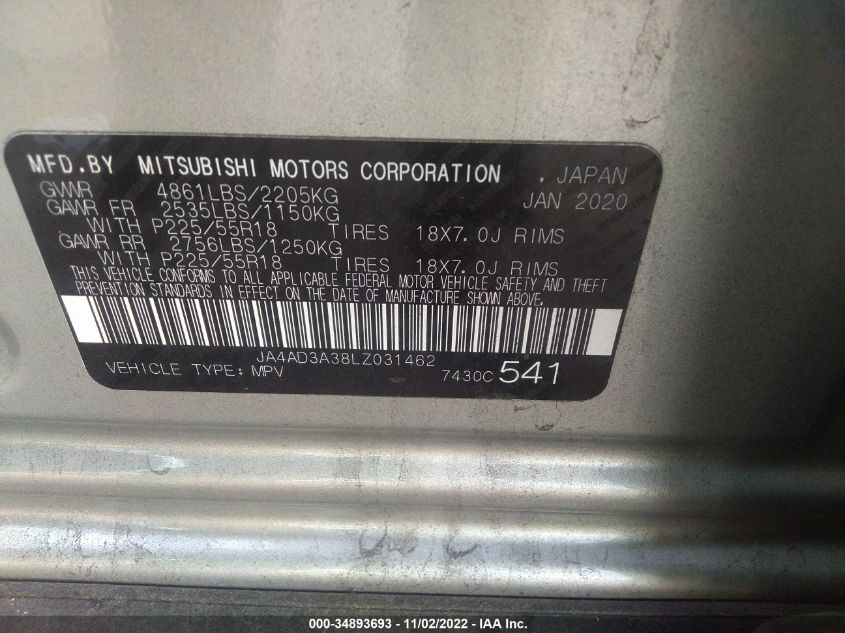 MFD.BY MITSUBISHI MOTORS CORPORATION , JAPAN
GVWR 4861LBS/2205KG JAN 2020
GAWR FR 2535LBS/1150KG
WITH P225/55R18 TIRES 18X7.0J RIMS
GAWR RR 2756LBS/1250KG
WITH P225/55R18 TIRES 18X7.0J RIMS
THIS VEHICLE CONFORMS TO ALL APPLICABLE FEDERAL MOTOR VEHICLE SAFETY AND THEFT
PREVENTION STANDARDS IN EFFECT ON THE DATE OF MANUFACTURE SHOWN ABOVE.
JA4AD3A38LZ031462
VEHICLE TYPE: MPV 7430C 541
000-34893693 - 11/02/2022 - IAA Inc.